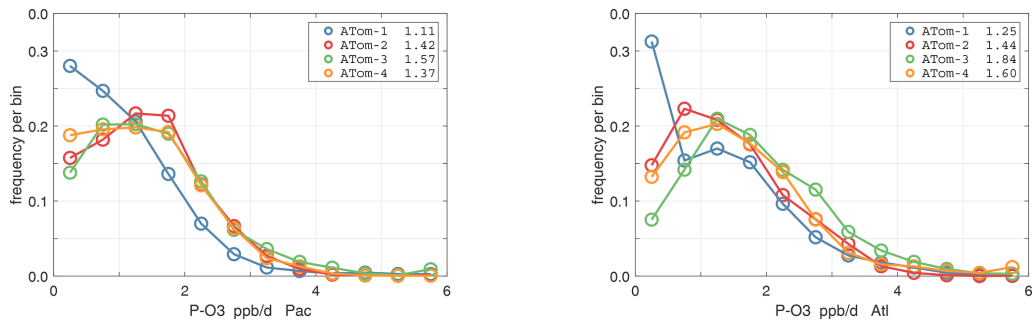 0.0
0.3
0.2
0.1
0.0
frequency per bin
ATom-1 1.11
ATom-2 1.42
ATom-3 1.57
ATom-4 1.37
0 2 4 6
P-O3 ppb/d Pac
0.0
0.3
0.2
0.1
0.0
frequency per bin
ATom-1 1.25
ATom-2 1.44
ATom-3 1.84
ATom-4 1.60
0 2 4 6
P-O3 ppb/d Atl